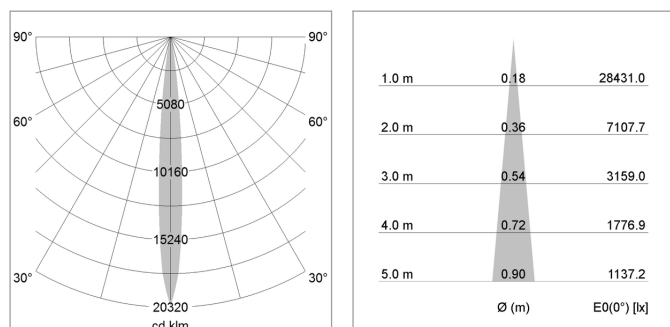 90° 90°
5080
60° 60°
10160
15240
30° 30°
20320
cd klm
1.0 m 0.18 28431.0
2.0 m 0.36 7107.7
3.0 m 0.54 3159.0
4.0 m 0.72 1776.9
5.0 m 0.90 1137.2
Ø (m) E0(0°) [lx]